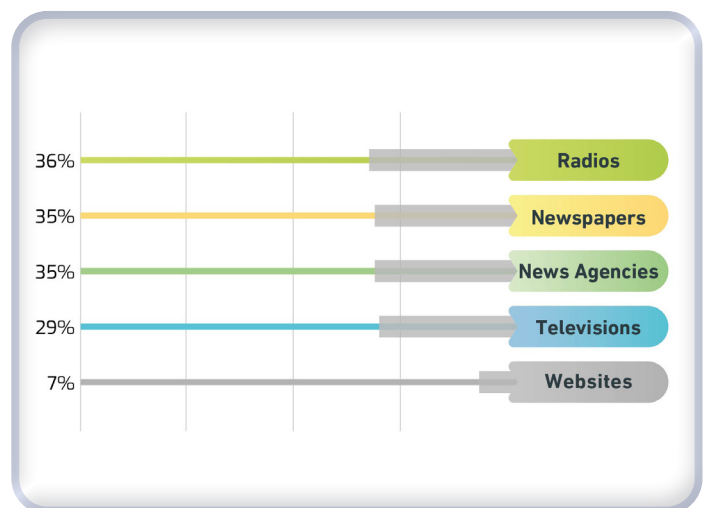 36% Radios
35% Newspapers
35% News Agencies
29% Televisions
7% Websites